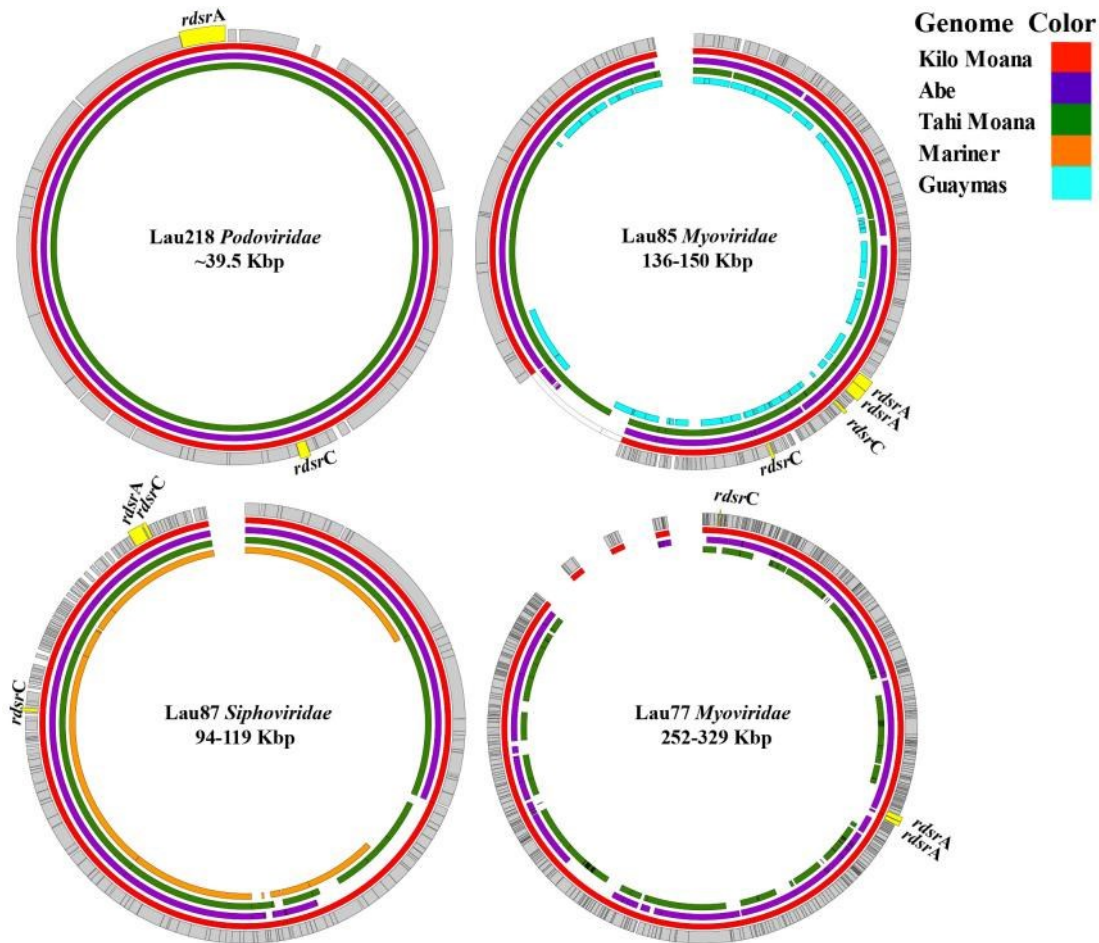 rdsrA
Lau218 Podoviridae
~39.5 Kbp
rdsrC
Lau85 Myoviridae
136-150 Kbp
rdsrA
rdsrA
rdsrC
rdsrC
Genome Color
Kilo Moana
Abe
Tahi Moana
Mariner
Guaymas
rdsrA
rdsrC
rdsrC
Lau87 Siphoviridae
94-119 Kbp
rdsrC
Lau77 Myoviridae
252-329 Kbp
rdsrA
rdsrA